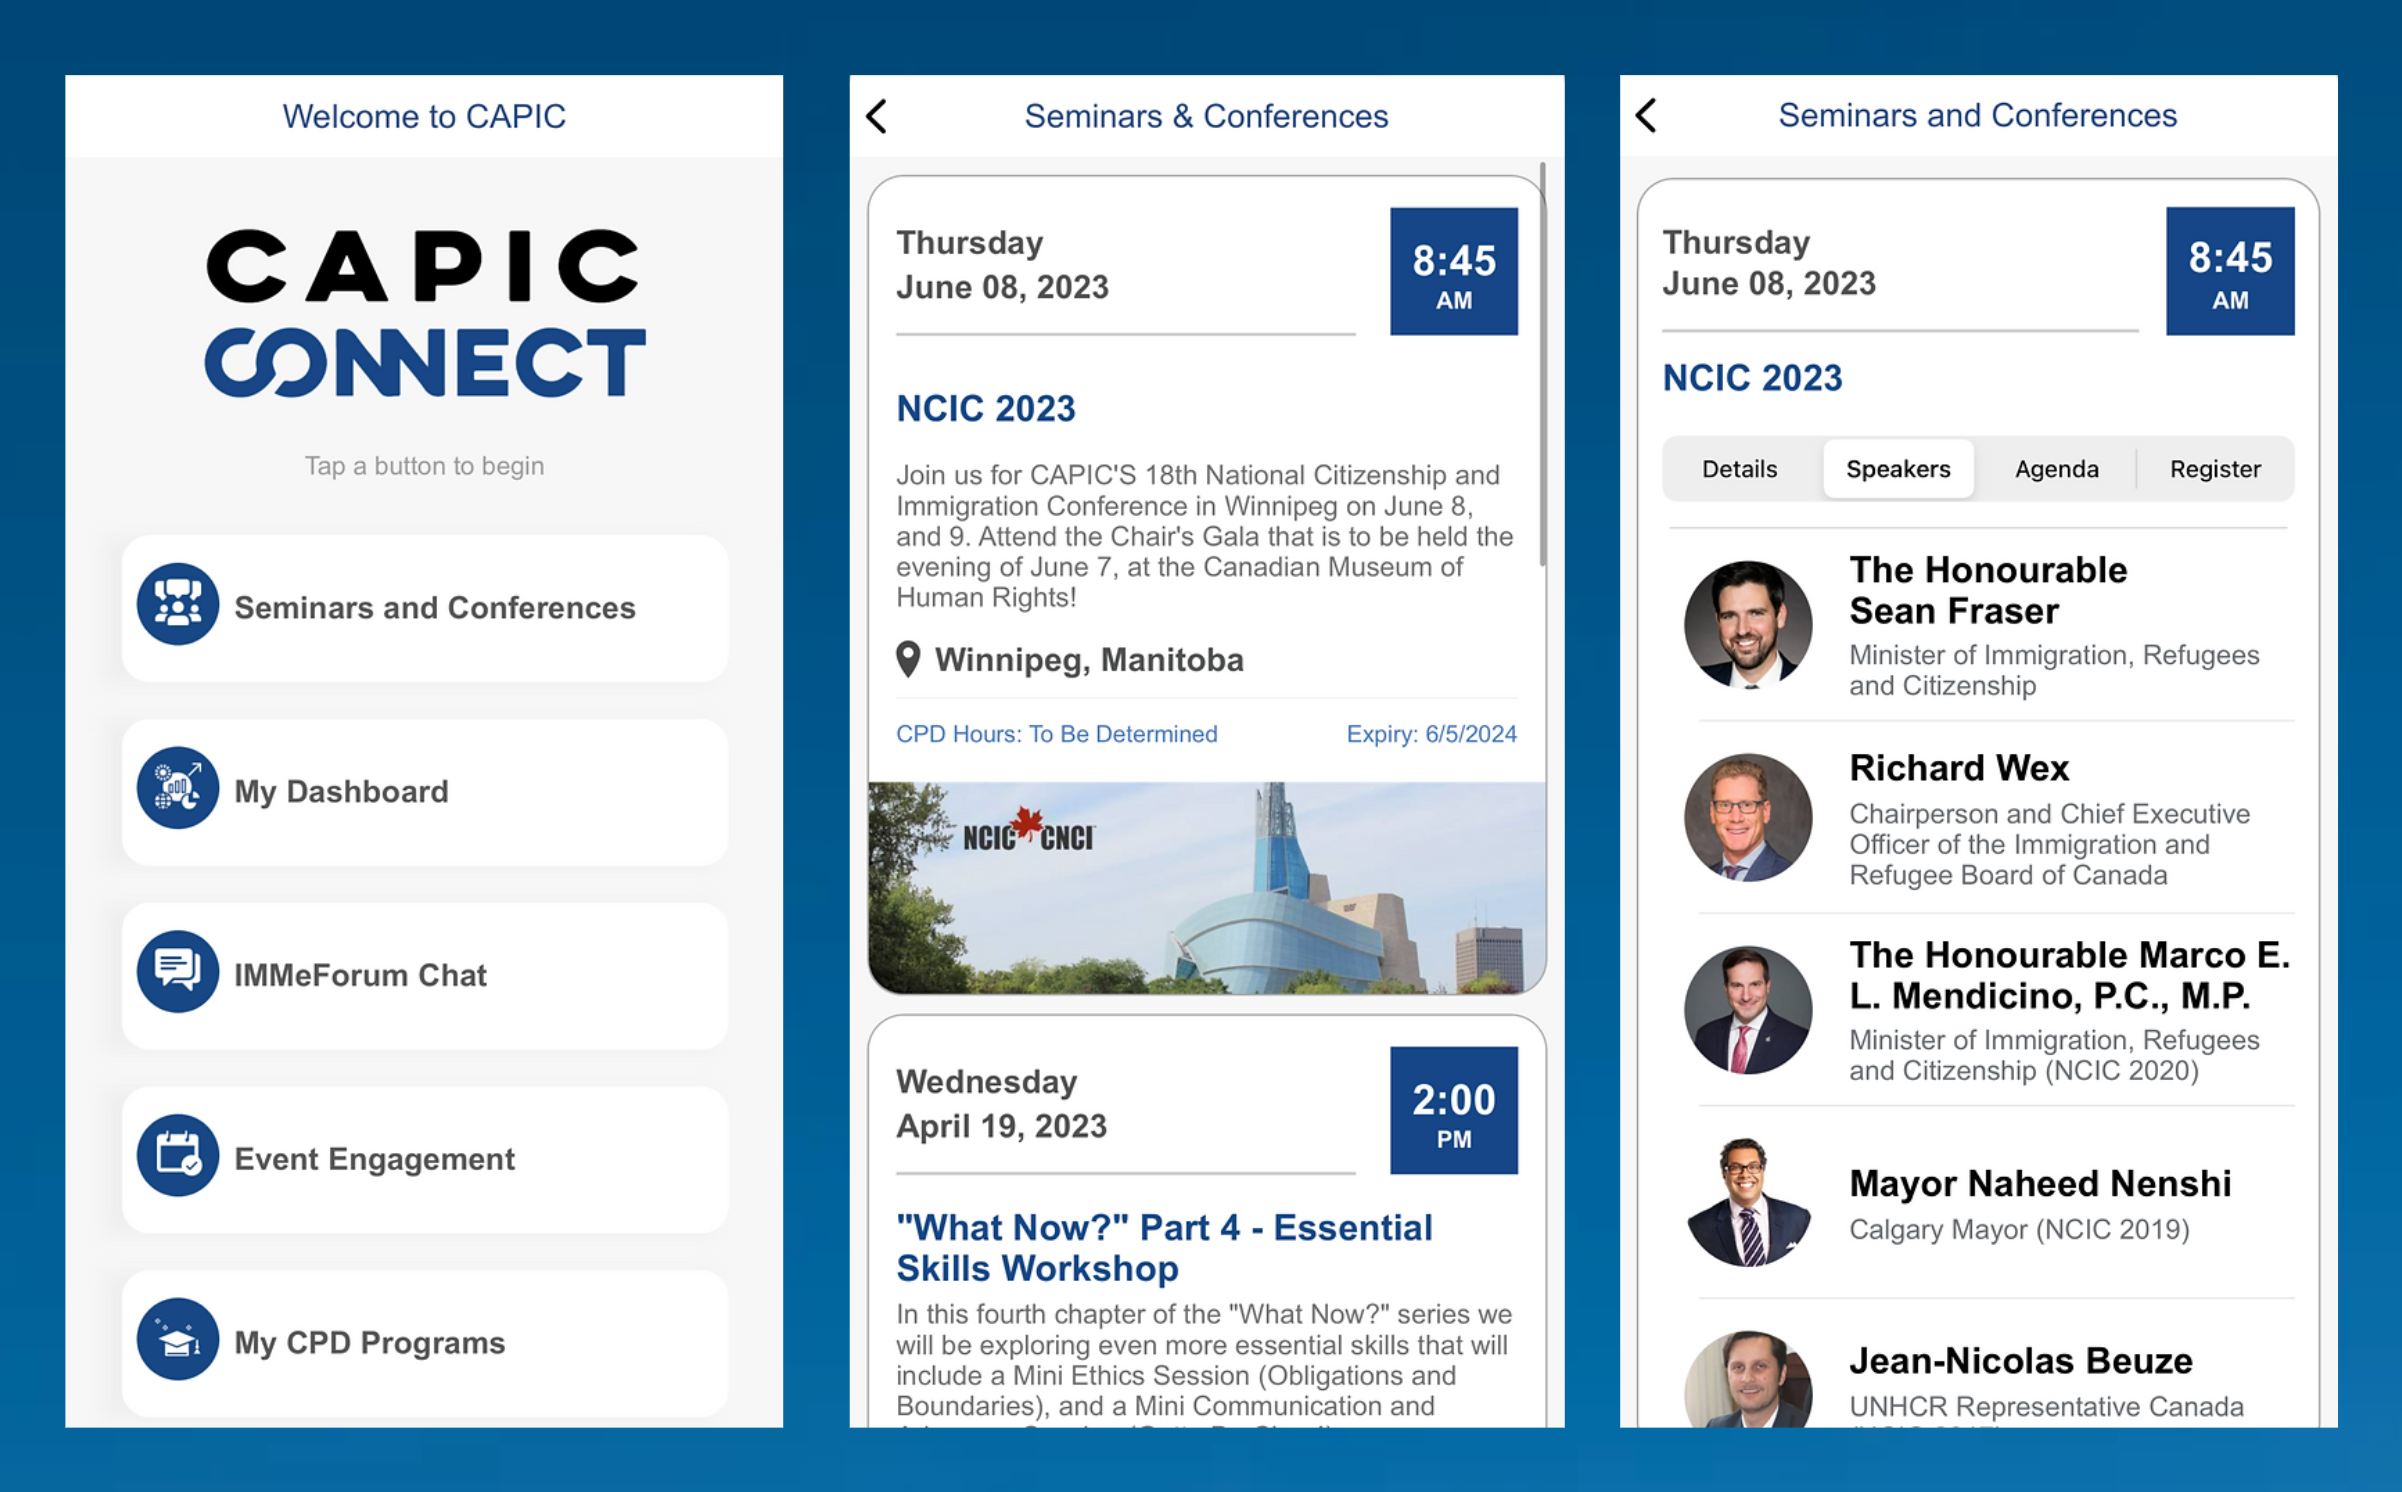 Welcome to CAPIC
CAPIC
CONNECT
Tap a button to begin
Seminars and Conferences
My Dashboard
IMMeForum Chat
Event Engagement
My CPD Programs
Seminars & Conferences
Thursday
June 08, 2023
8:45
AM
NCIC 2023
Join us for CAPIC'S 18th National Citizenship and
Immigration Conference in Winnipeg on June 8,
and 9. Attend the Chair's Gala that is to be held the
evening of June 7, at the Canadian Museum of
Human Rights!
Winnipeg, Manitoba
CPD Hours: To Be Determined
Expiry: 6/5/2024
NCIC CNCI
Wednesday
April 19, 2023
2:00
PM
"What Now?" Part 4 - Essential
Skills Workshop
In this fourth chapter of the "What Now?" series we
will be exploring even more essential skills that will
include a Mini Ethics Session (Obligations and
Boundaries), and a Mini Communication and
Seminars and Conferences
Thursday
June 08, 2023
8:45
AM
NCIC 2023
Details
Speakers
Agenda
Register
The Honourable
Sean Fraser
Minister of Immigration, Refugees
and Citizenship
Richard Wex
Chairperson and Chief Executive
Officer of the Immigration and
Refugee Board of Canada
The Honourable Marco E.
L. Mendicino, P.C., M.P.
Minister of Immigration, Refugees
and Citizenship (NCIC 2020)
Mayor Naheed Nenshi
Calgary Mayor (NCIC 2019)
Jean-Nicolas Beuze
UNHCR Representative Canada